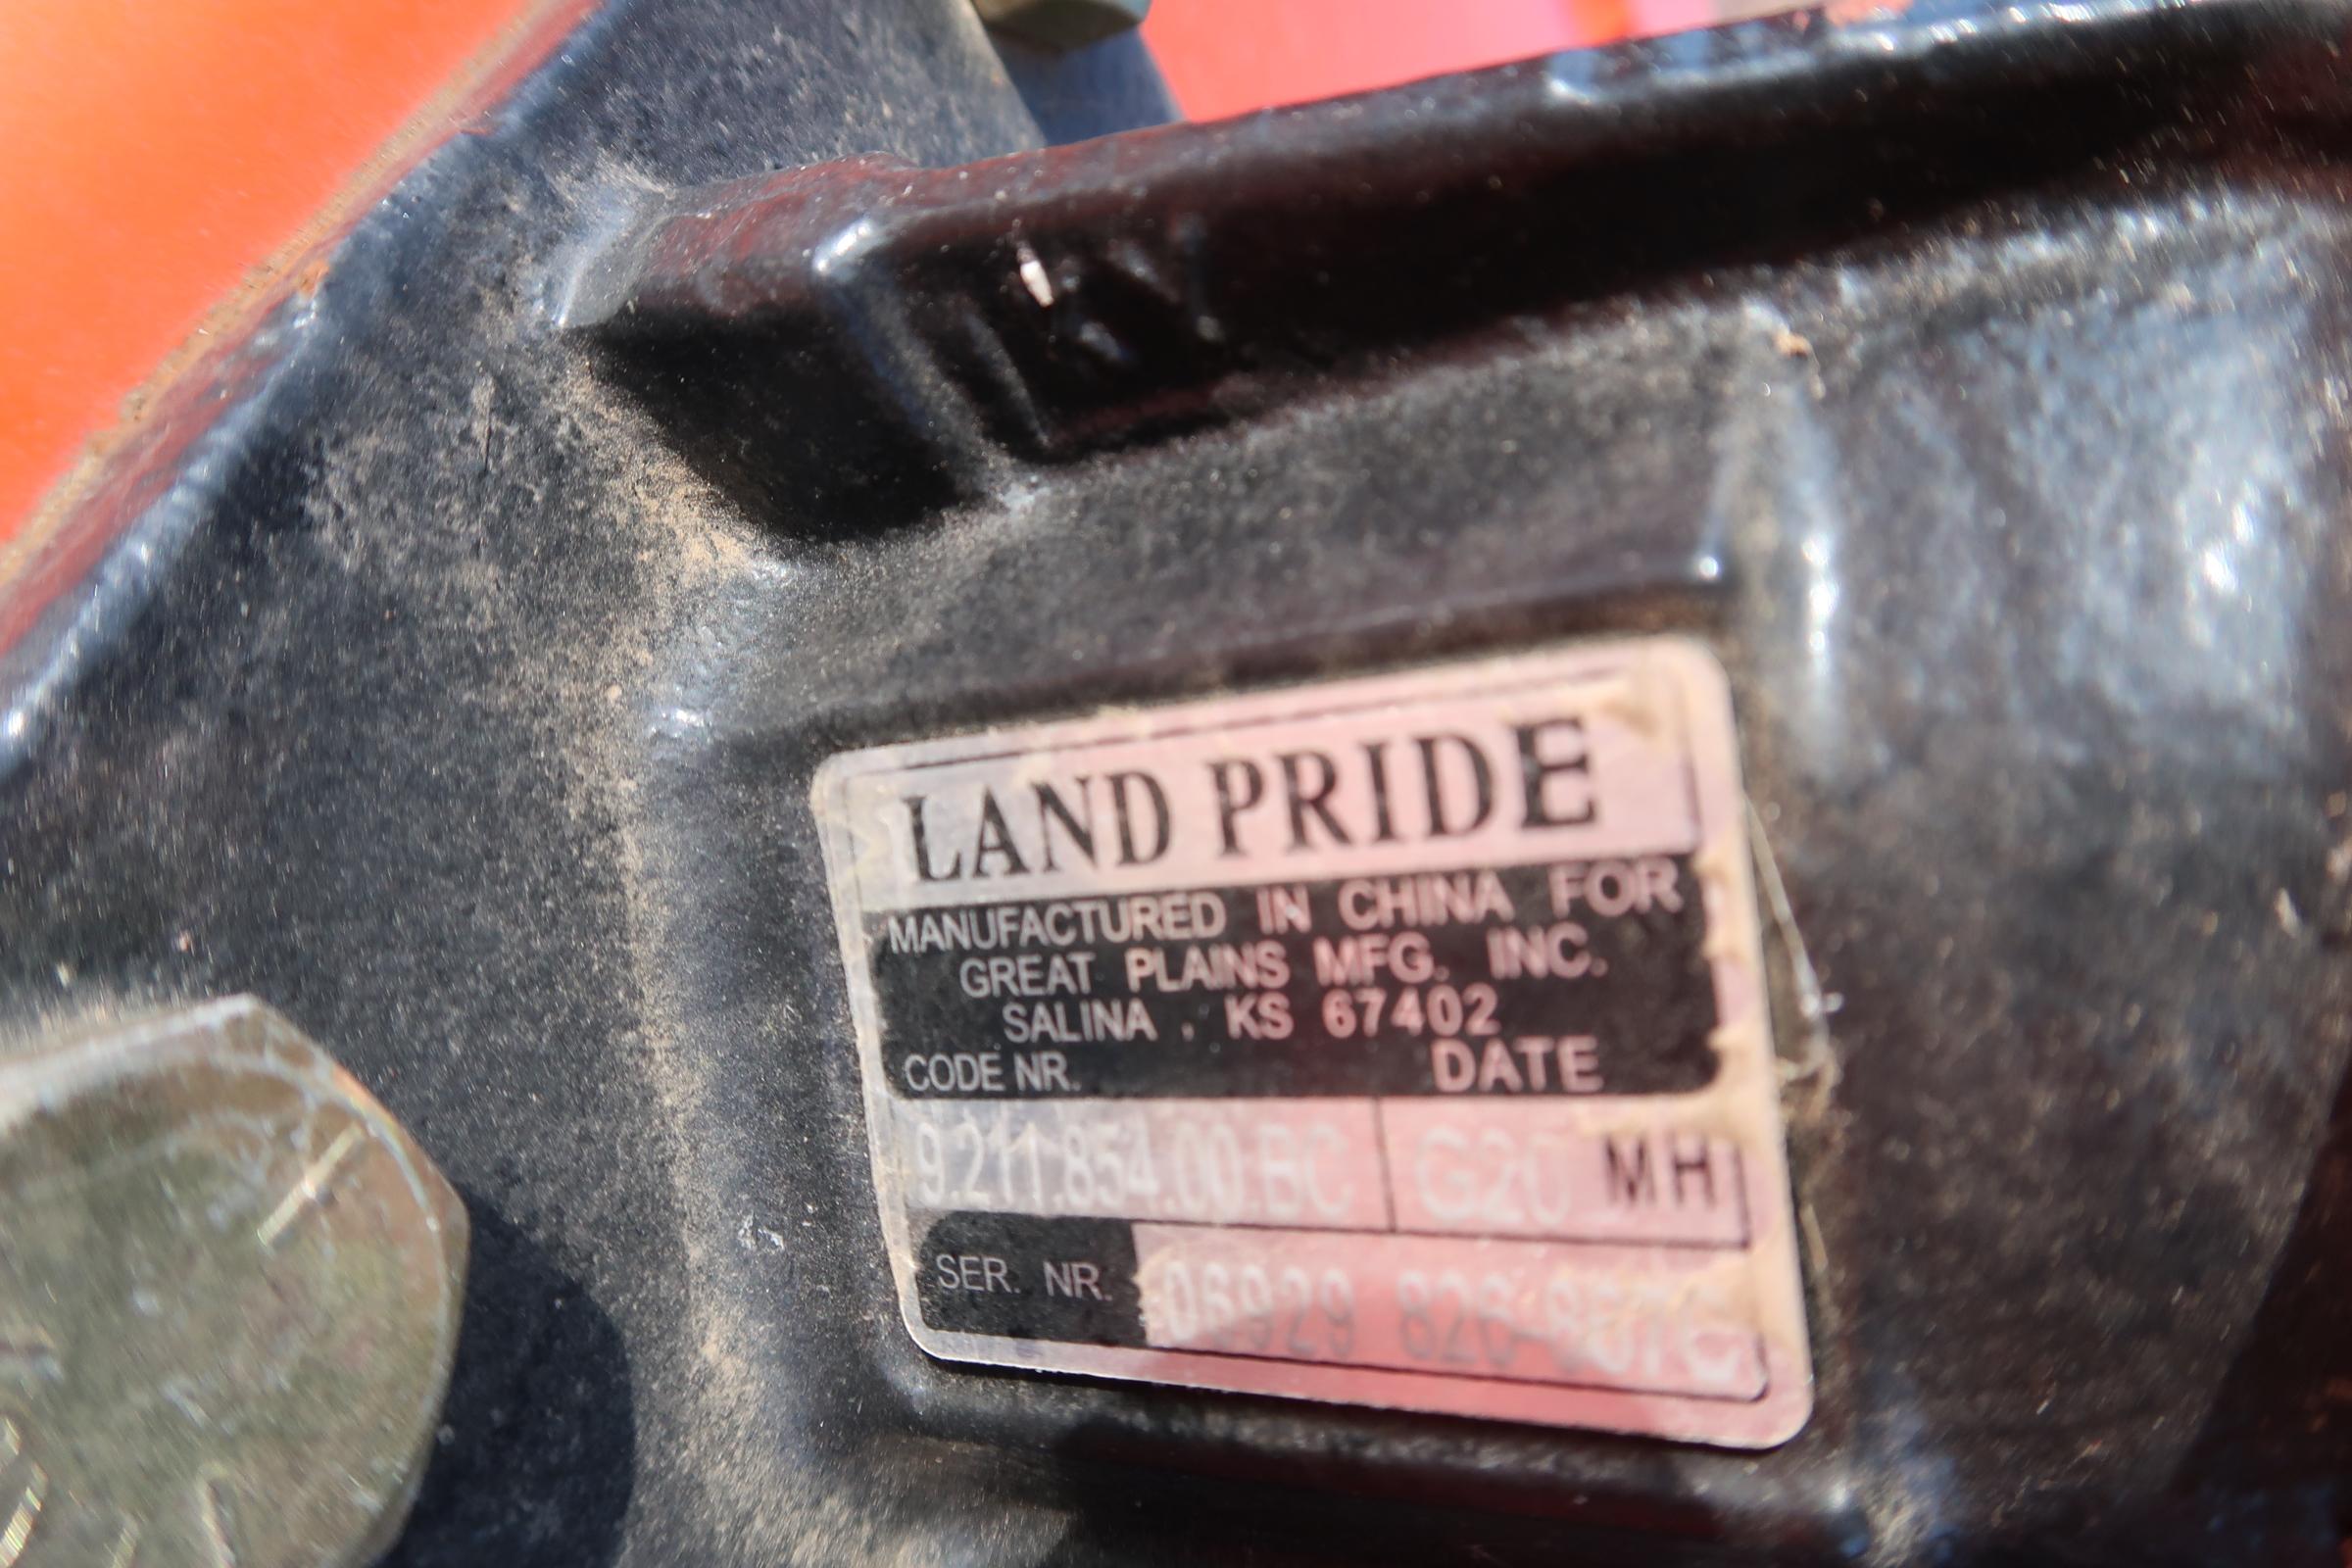 LAND PRIDE
MANUFACTURED IN CHINA FOR
GREAT PLAINS MFG. INC.
SALINA . KS 67402
CODE NR. DATE
9.211.854.00.BC G20 MH
SER. NR. 06929